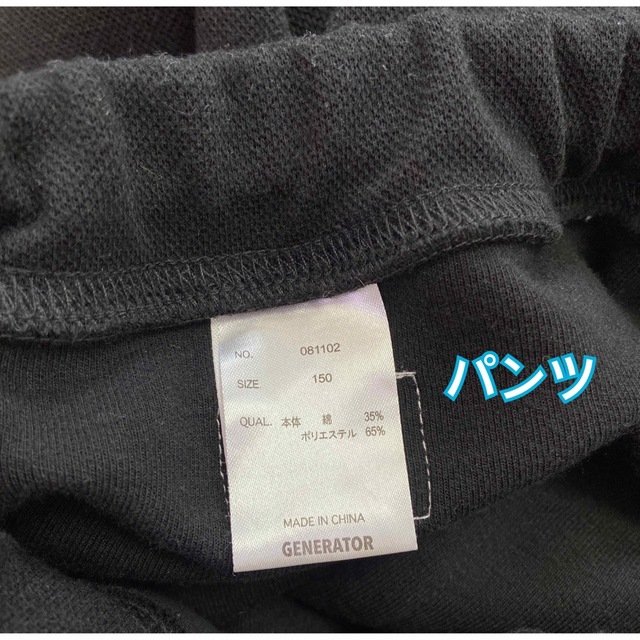 NO. 081102
SIZE 150
QUAL. 本体 綿 35%
ポリエステル 65%
MADE IN CHINA
GENERATOR
パンツ